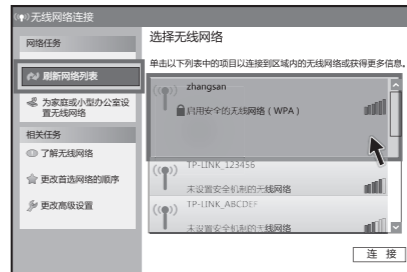 无线网络连接
网络任务
刷新网络列表
为家庭或小型办公室设
置无线网络
相关任务
了解无线网络
更改首选网络的顺序
更改高级设置
选择无线网络
单击以下列表中的项目以连接到区域内的无线网络或获得更多信息。
zhangsan
启用安全的无线网络（WPA）
TP-LINK_123456
未设置安全机制的无线网络
TP-LINK_ABCDEF
未设置安全机制的无线网络
连 接